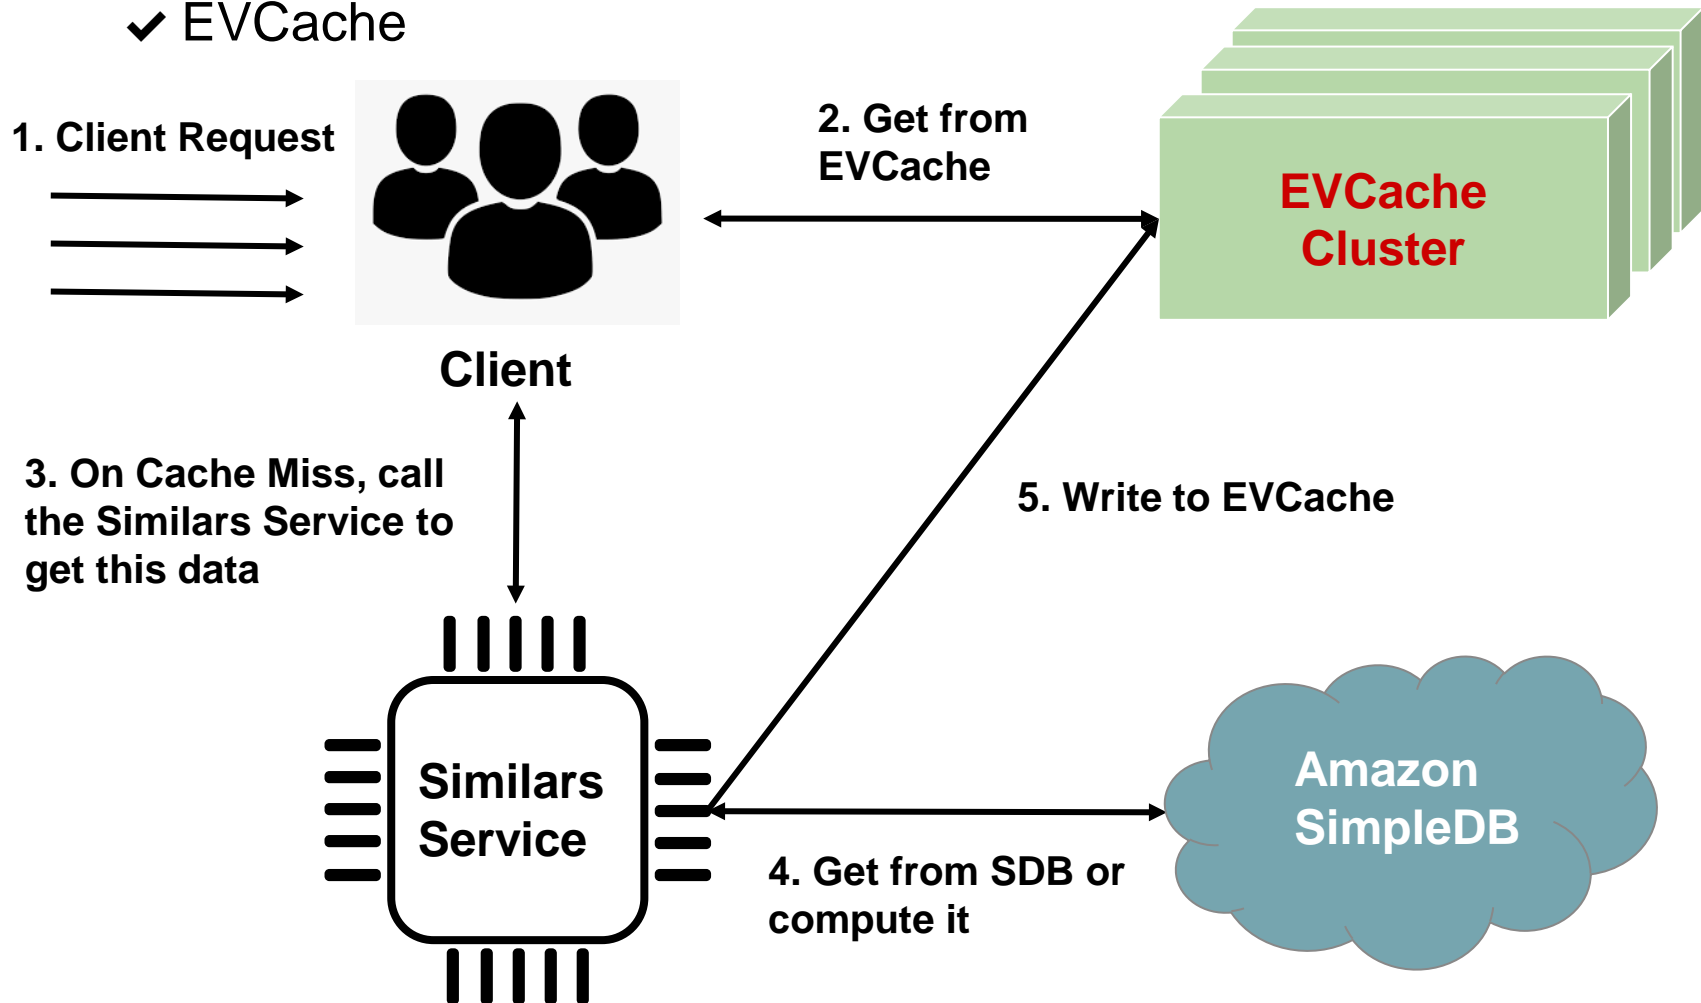 ✔ EVCache
1. Client Request
2. Get from
EVCache
EVCache
Cluster
Client
3. On Cache Miss, call
the Similars Service to
get this data
5. Write to EVCache
Similars
Service
Amazon
SimpleDB
4. Get from SDB or
compute it